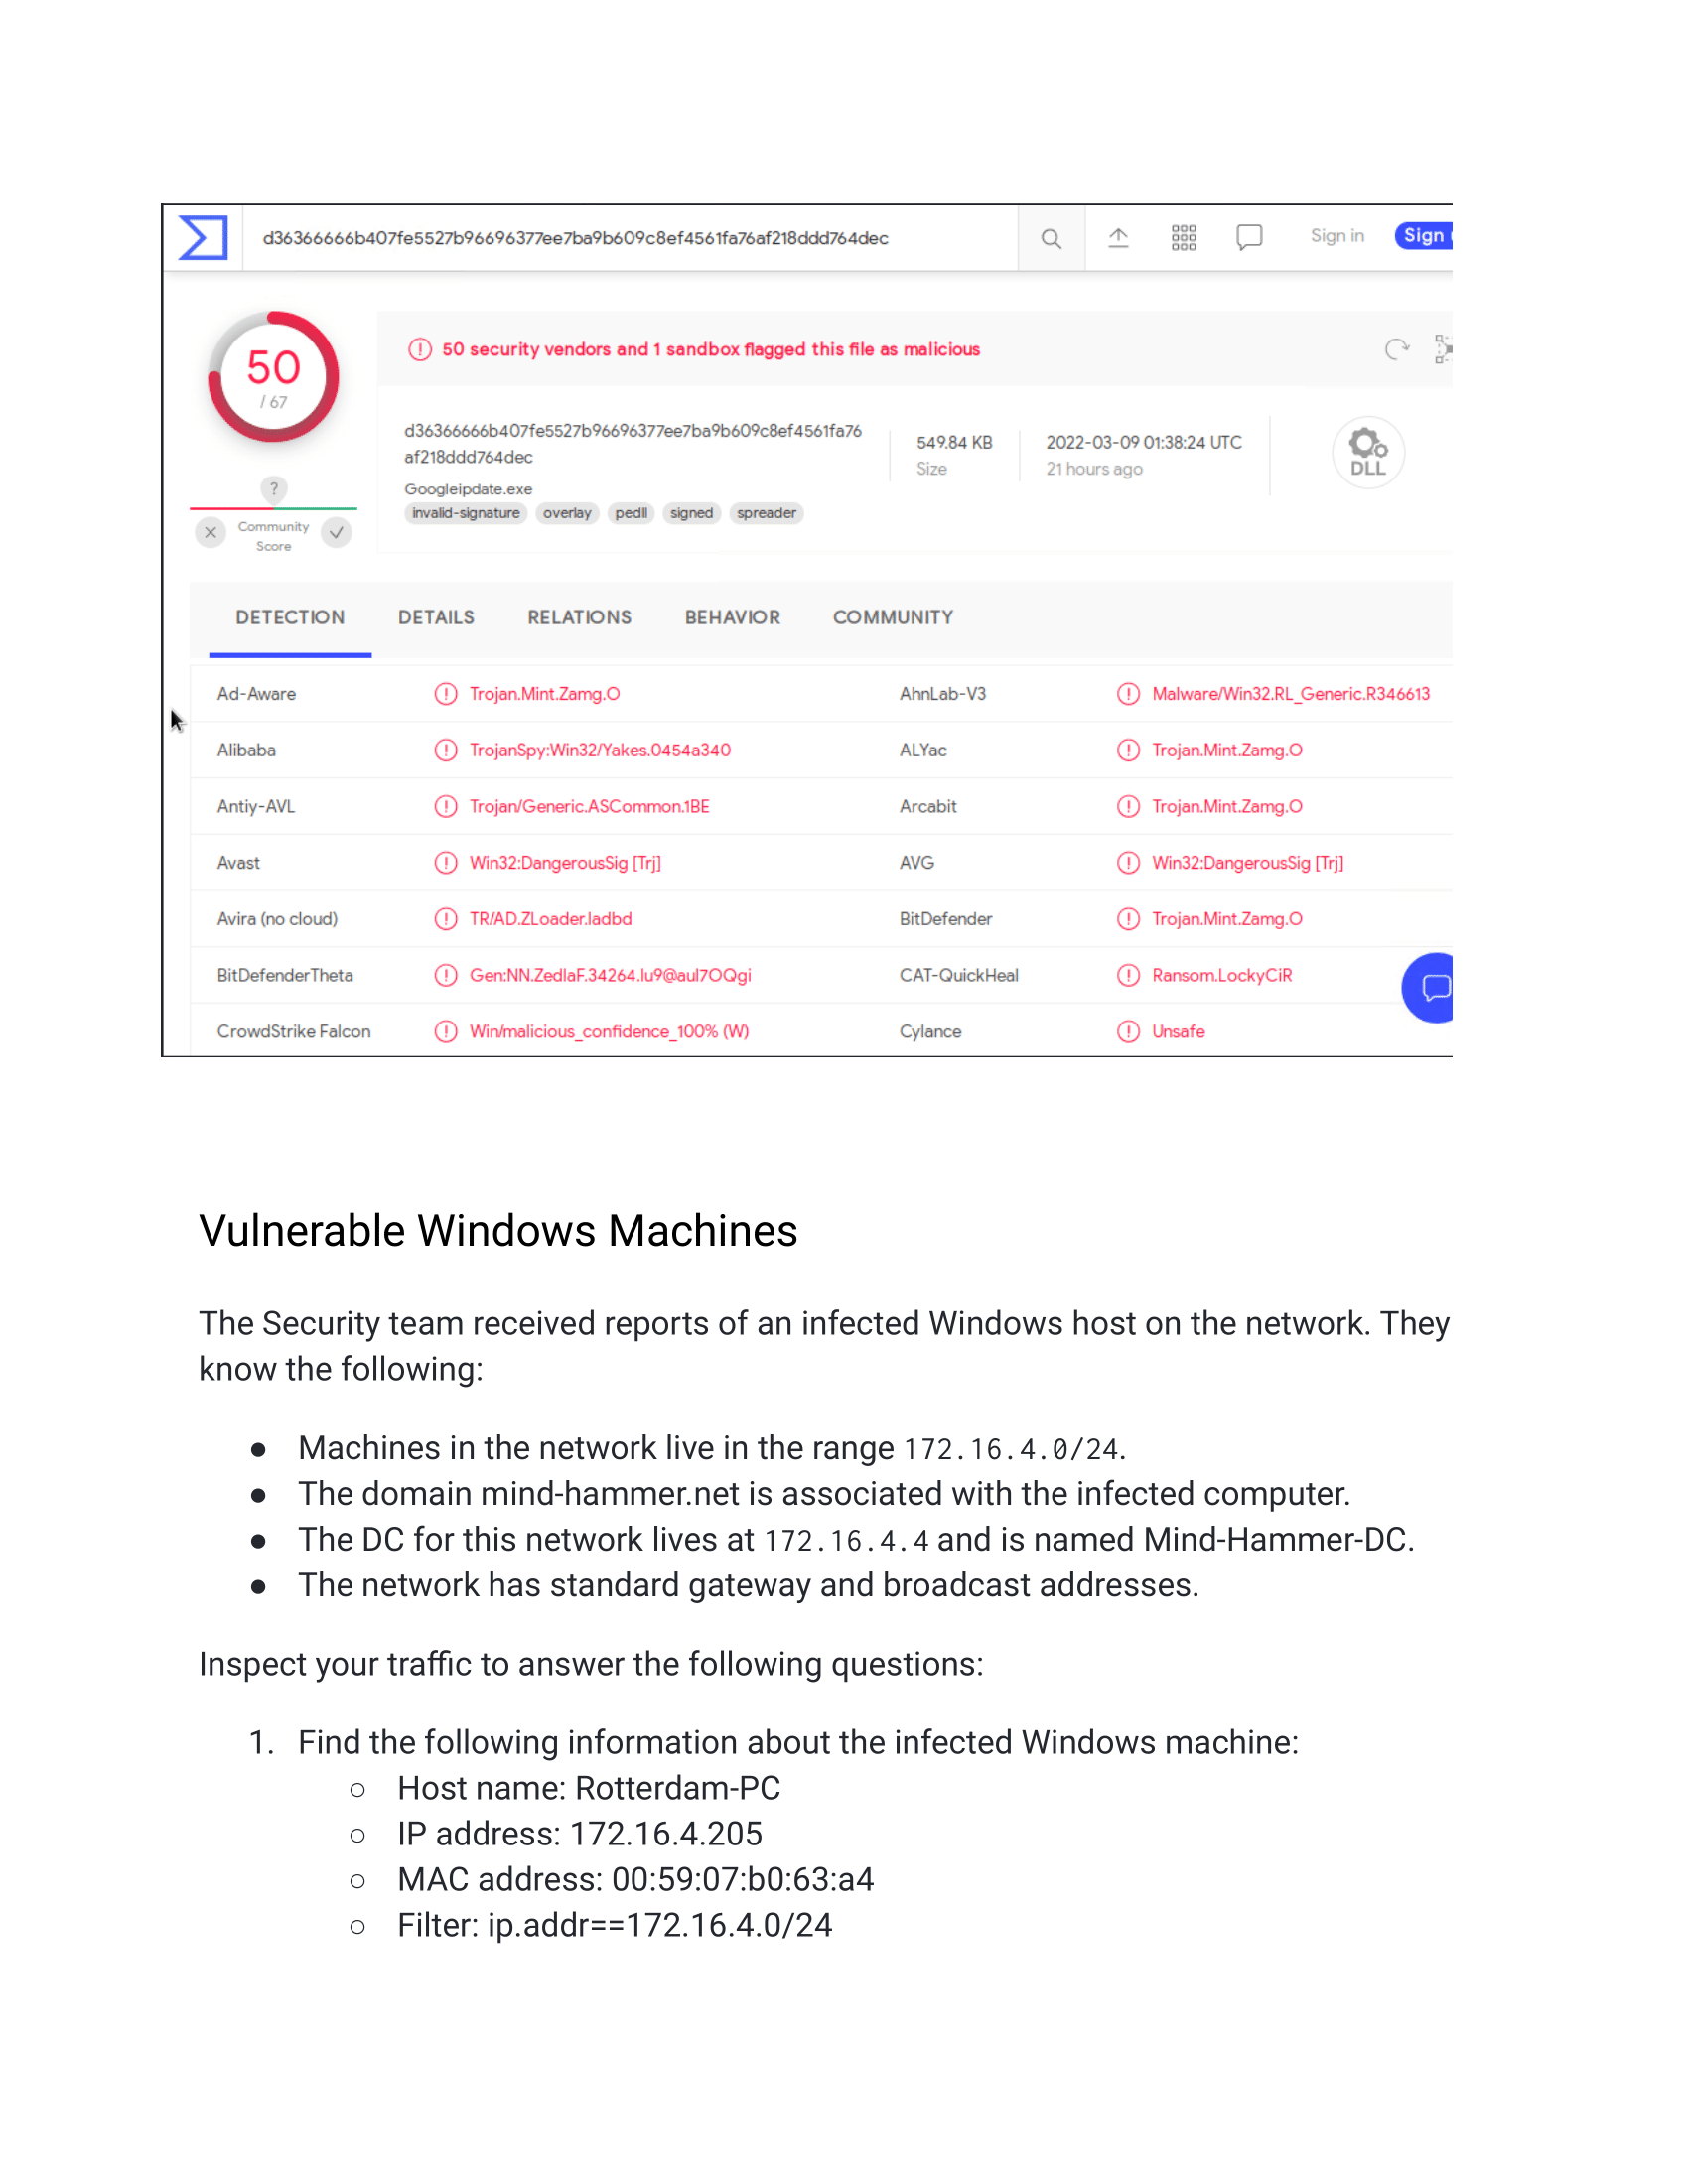 d36366666b407fe5527b96696377ee7ba9b609c8ef4561fa76af218ddd764dec
Sign in
Sign
50
/ 67
50 security vendors and 1 sandbox flagged this file as malicious
d36366666b407fe5527b96696377ee7ba9b609c8ef4561fa76
af218ddd764dec
Googleipdate.exe
invalid-signature overlay pedll signed spreader
549.84 KB
Size
2022-03-09 01:38:24 UTC
21 hours ago
DLL
?
Community
Score
DETECTION DETAILS RELATIONS BEHAVIOR COMMUNITY
Ad-Aware Trojan.Mint.Zamg.O AhnLab-V3 Malware/Win32.RL_Generic.R346613
Alibaba TrojanSpy:Win32/Yakes.0454a340 ALYac Trojan.Mint.Zamg.O
Antiy-AVL Trojan/Generic.ASCommon.1BE Arcabit Trojan.Mint.Zamg.O
Avast Win32:DangerousSig [Trj] AVG Win32:DangerousSig [Trj]
Avira (no cloud) TR/AD.ZLoader.ladbd BitDefender Trojan.Mint.Zamg.O
BitDefenderTheta Gen:NN.ZedlaF.34264.lu9@aul7OQgi CAT-QuickHeal Ransom.LockyCiR
CrowdStrike Falcon Win/malicious_confidence_100% (W) Cylance Unsafe
Vulnerable Windows Machines
The Security team received reports of an infected Windows host on the network. They
know the following:
● Machines in the network live in the range 172.16.4.0/24.
● The domain mind-hammer.net is associated with the infected computer.
● The DC for this network lives at 172.16.4.4 and is named Mind-Hammer-DC.
● The network has standard gateway and broadcast addresses.
Inspect your traffic to answer the following questions:
1. Find the following information about the infected Windows machine:
○ Host name: Rotterdam-PC
○ IP address: 172.16.4.205
○ MAC address: 00:59:07:b0:63:a4
○ Filter: ip.addr==172.16.4.0/24